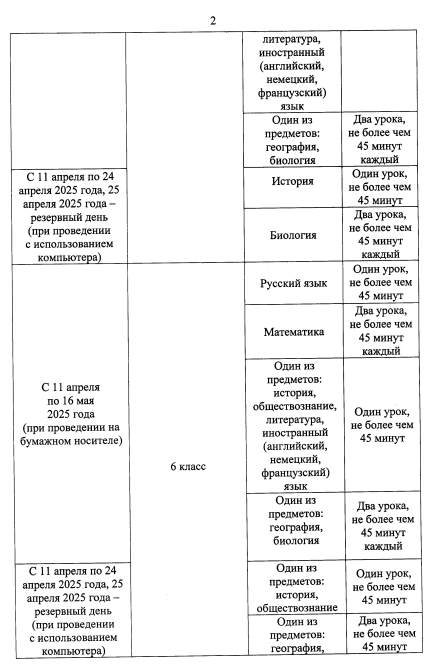 2
литература,
иностранный
(английский,
немецкий,
французский)
язык
Один из
предметов:
география,
биология
Два урока,
не более чем
45 минут
каждый
С 11 апреля по 24
апреля 2025 года, 25
апреля 2025 года –
резервный день
(при проведении
с использованием
компьютера)
История
Один урок,
не более чем
45 минут
Биология
Два урока,
не более чем
45 минут
каждый
С 11 апреля
по 16 мая
2025 года
(при проведении на
бумажном носителе)
6 класс
Русский язык
Один урок,
не более чем
45 минут
Математика
Два урока,
не более чем
45 минут
каждый
Один из
предметов:
история,
обществознание,
литература,
иностранный
(английский,
немецкий,
французский)
язык
Один урок,
не более чем
45 минут
Один из
предметов:
география,
биология
Два урока,
не более чем
45 минут
каждый
С 11 апреля по 24
апреля 2025 года, 25
апреля 2025 года –
резервный день
(при проведении
с использованием
компьютера)
Один из
предметов:
история,
обществознание
Один урок,
не более чем
45 минут
Один из
предметов:
география,
Два урока,
не более чем
45 минут